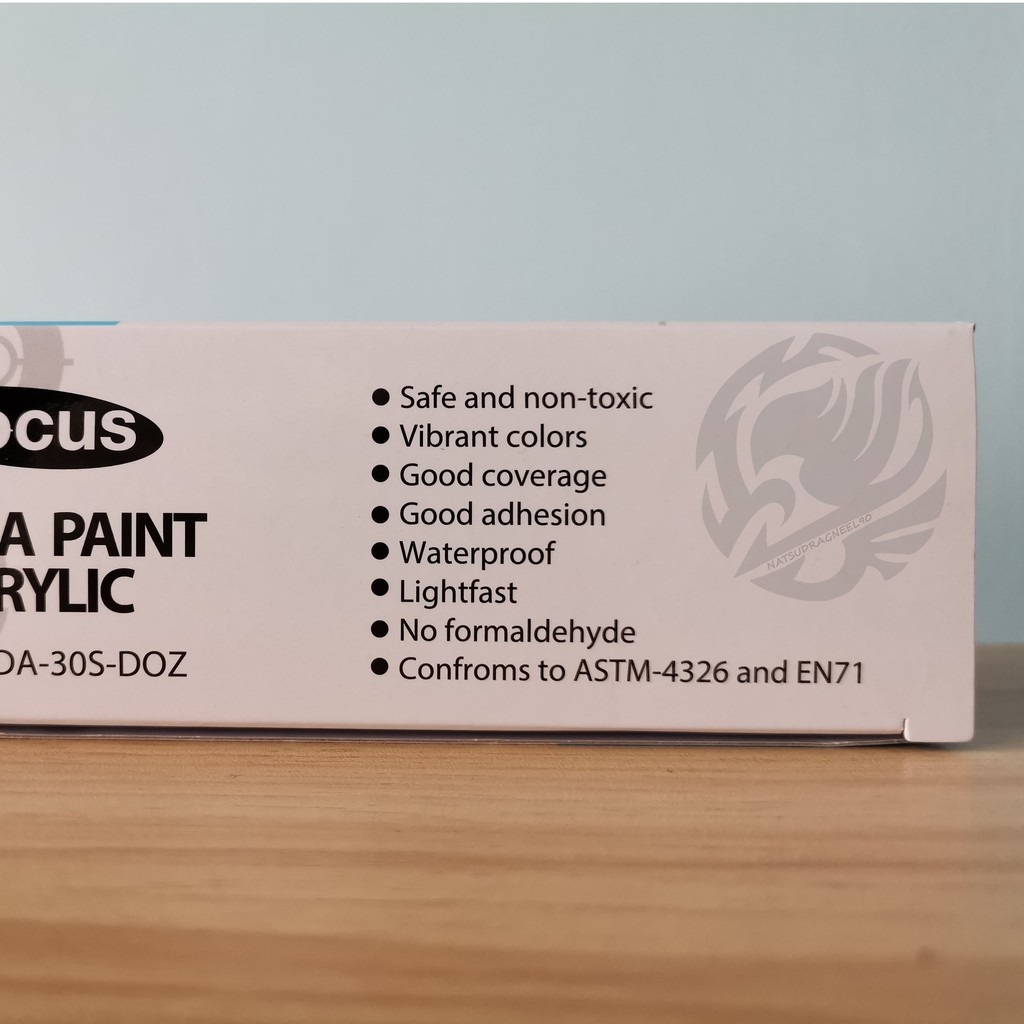 ocus
A PAINT
RYLIC
DA-30S-DOZ
● Safe and non-toxic
● Vibrant colors
● Good coverage
● Good adhesion
● Waterproof
● Lightfast
● No formaldehyde
● Confroms to ASTM-4326 and EN71
NATSUDRAGNEEL90